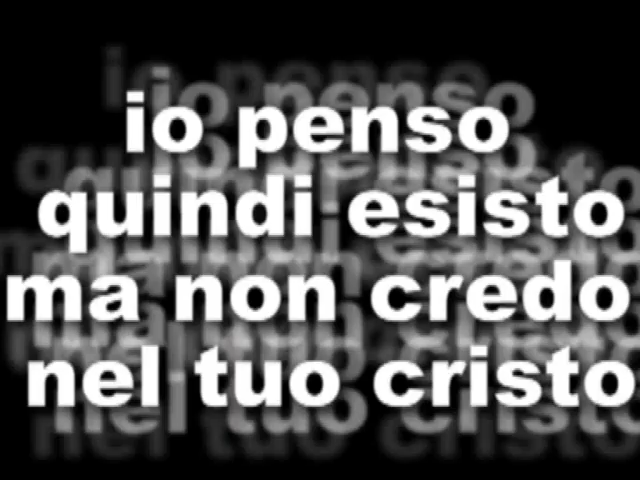 io penso
quindi esisto
ma non credo
nel tuo cristo